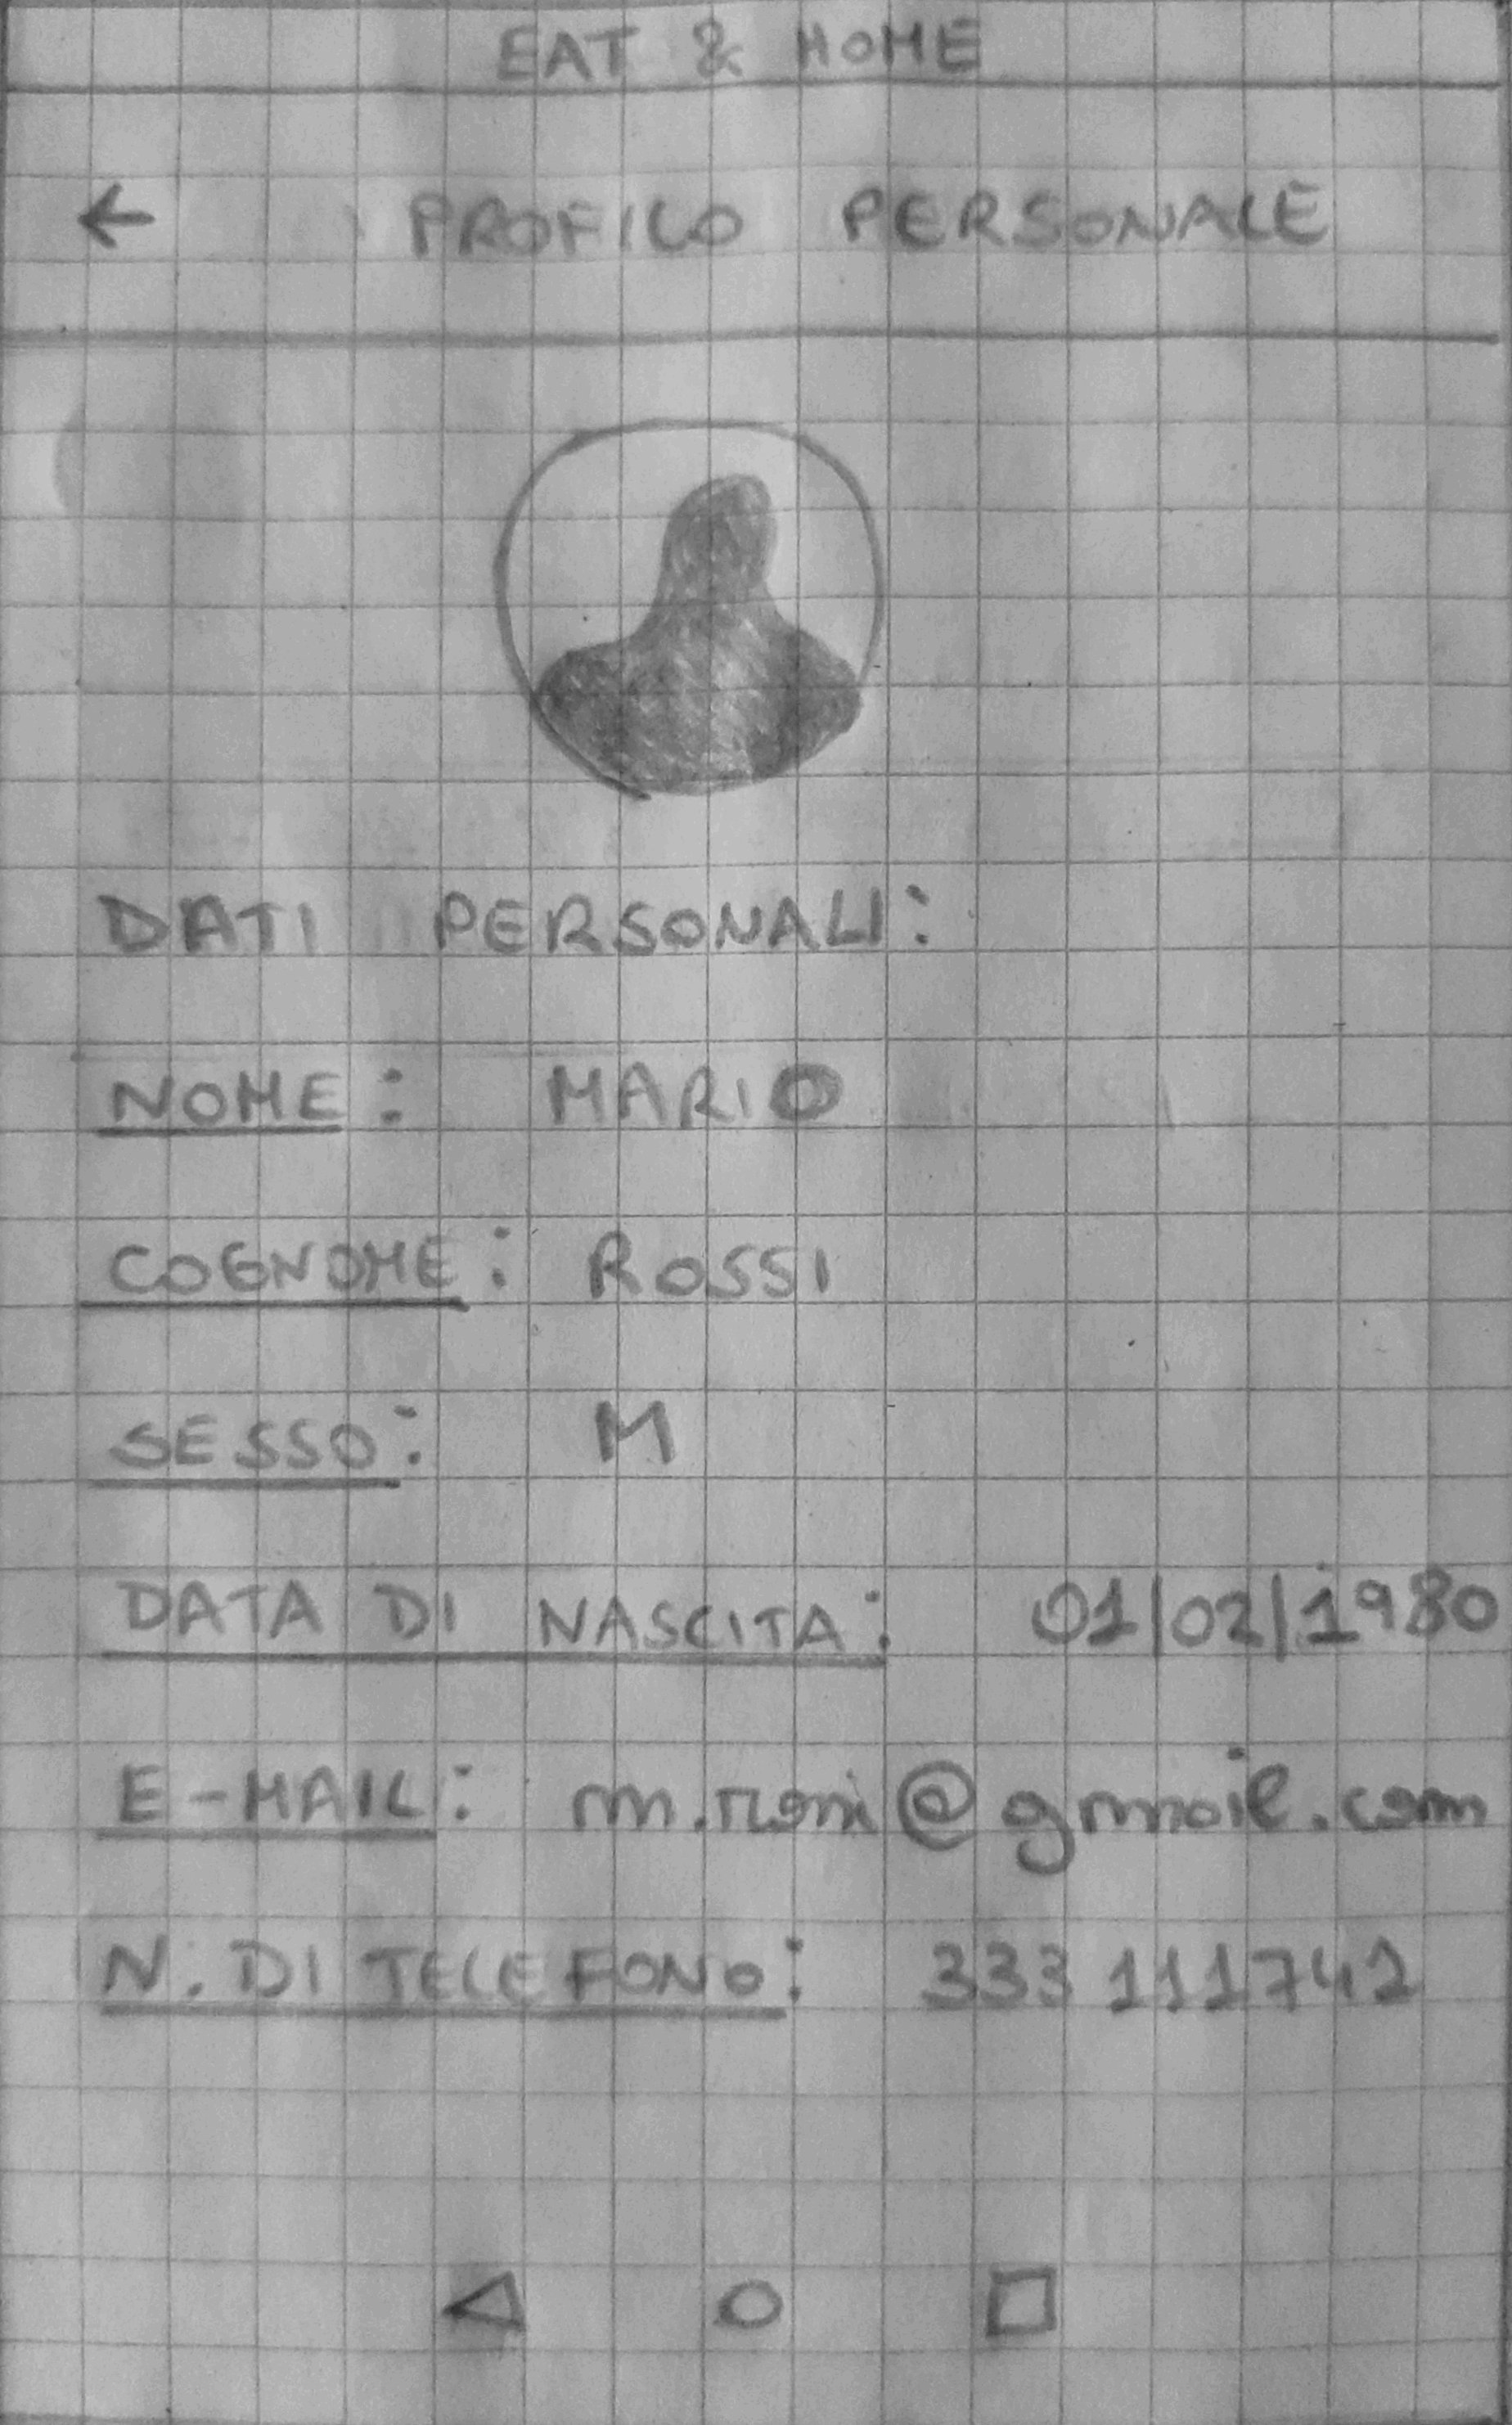 EAT & HOME
← PROFILO PERSONALE
DATI PERSONALI:
NOME: MARIO
COGNOME: ROSSI
SESSO: M
DATA DI NASCITA: 01/02/1980
E-MAIL: m.rossi@gmail.com
N. DI TELEFONO: 333 111742